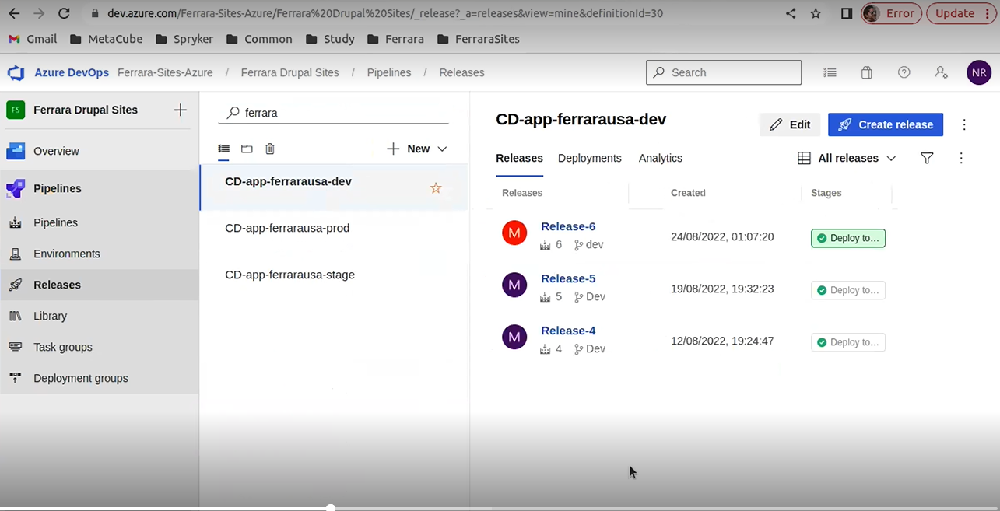 dev.azure.com/Ferrara-Sites-Azure/Ferrara%20Drupal%20Sites/_release?_a=releases&view=mine&definitionId=30
Error
Update
Gmail
MetaCube
Spryker
Common
Study
Ferrara
FerraraSites
Azure DevOps Ferrara-Sites-Azure / Ferrara Drupal Sites / Pipelines / Releases
Search
NR
FS
Ferrara Drupal Sites
Overview
Pipelines
Pipelines
Environments
Releases
Library
Task groups
Deployment groups
ferrara
New
CD-app-ferrarausa-dev
CD-app-ferrarausa-prod
CD-app-ferrarausa-stage
CD-app-ferrarausa-dev
Edit
Create release
Releases Deployments Analytics
All releases
Releases Created Stages
M
Release-6
6 dev
24/08/2022, 01:07:20
Deploy to...
M
Release-5
5 Dev
19/08/2022, 19:32:23
Deploy to...
M
Release-4
4 Dev
12/08/2022, 19:24:47
Deploy to...